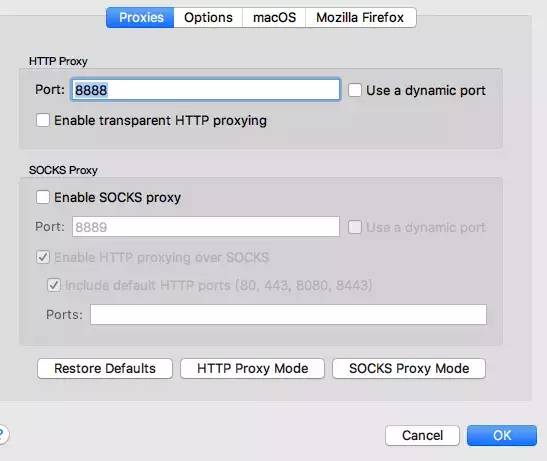 Proxies Options macOS Mozilla Firefox
HTTP Proxy
Port: 8888 Use a dynamic port
Enable transparent HTTP proxying
SOCKS Proxy
Enable SOCKS proxy
Port: 8889 Use a dynamic port
Enable HTTP proxying over SOCKS
Include default HTTP ports (80, 443, 8080, 8443)
Ports:
Restore Defaults HTTP Proxy Mode SOCKS Proxy Mode
? Cancel OK